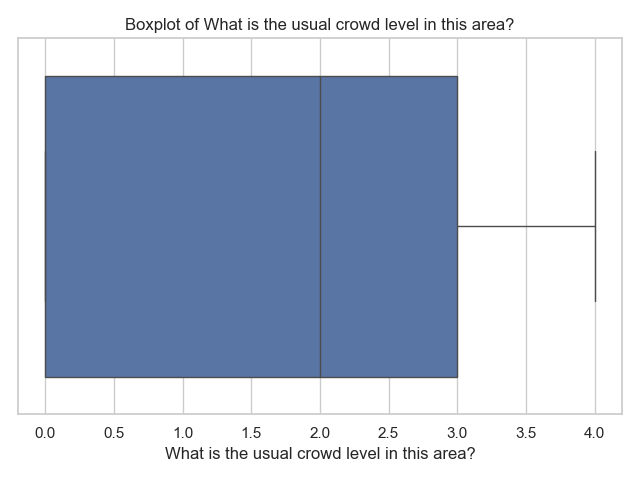 Boxplot of What is the usual crowd level in this area?
0.0 0.5 1.0 1.5 2.0 2.5 3.0 3.5 4.0
What is the usual crowd level in this area?